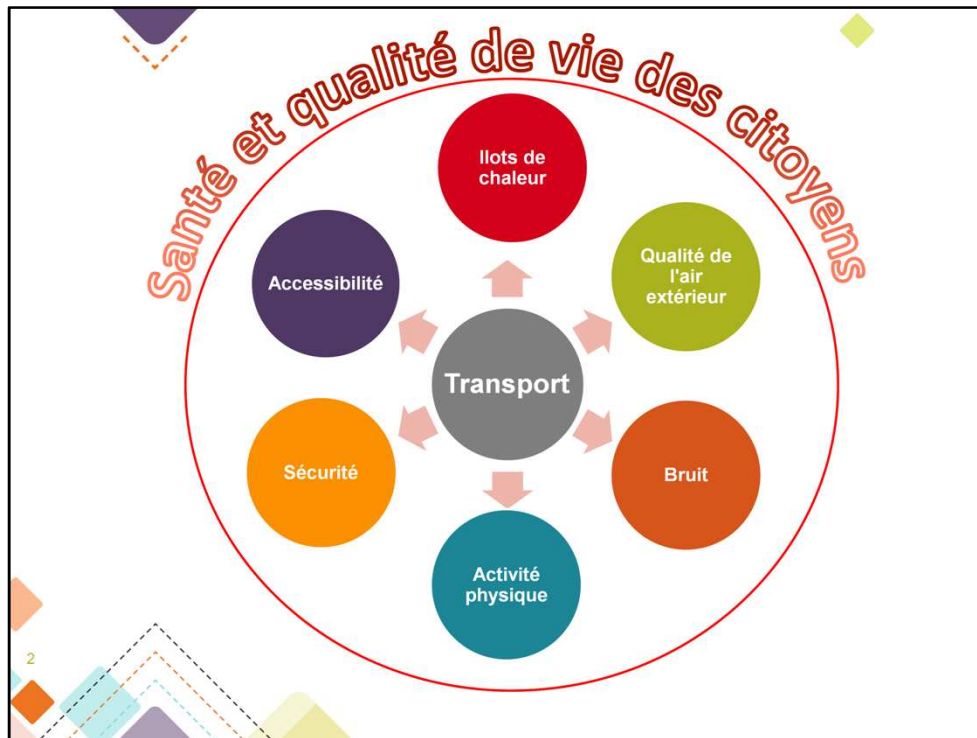 Santé et qualité de vie des citoyens
Ilots de
chaleur
Qualité de
l'air
extérieur
Accessibilité
Transport
Sécurité
Bruit
Activité
physique
2